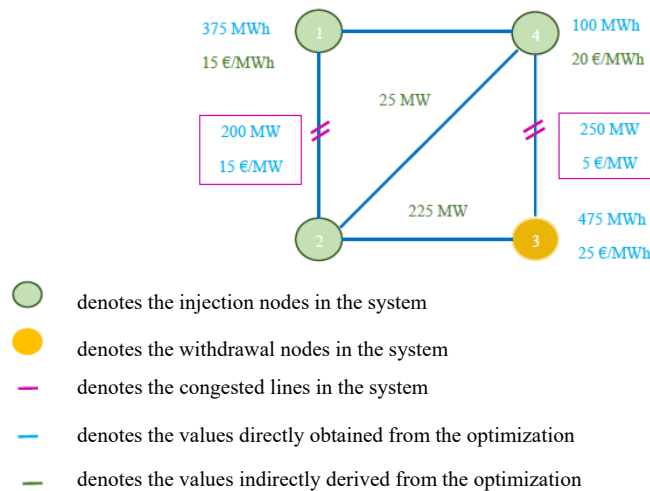 375 MWh
15 €/MWh
1
4
100 MWh
20 €/MWh
25 MW
200 MW
15 €/MW
250 MW
5 €/MW
225 MW
2
3
475 MWh
25 €/MWh
denotes the injection nodes in the system
denotes the withdrawal nodes in the system
denotes the congested lines in the system
denotes the values directly obtained from the optimization
denotes the values indirectly derived from the optimization